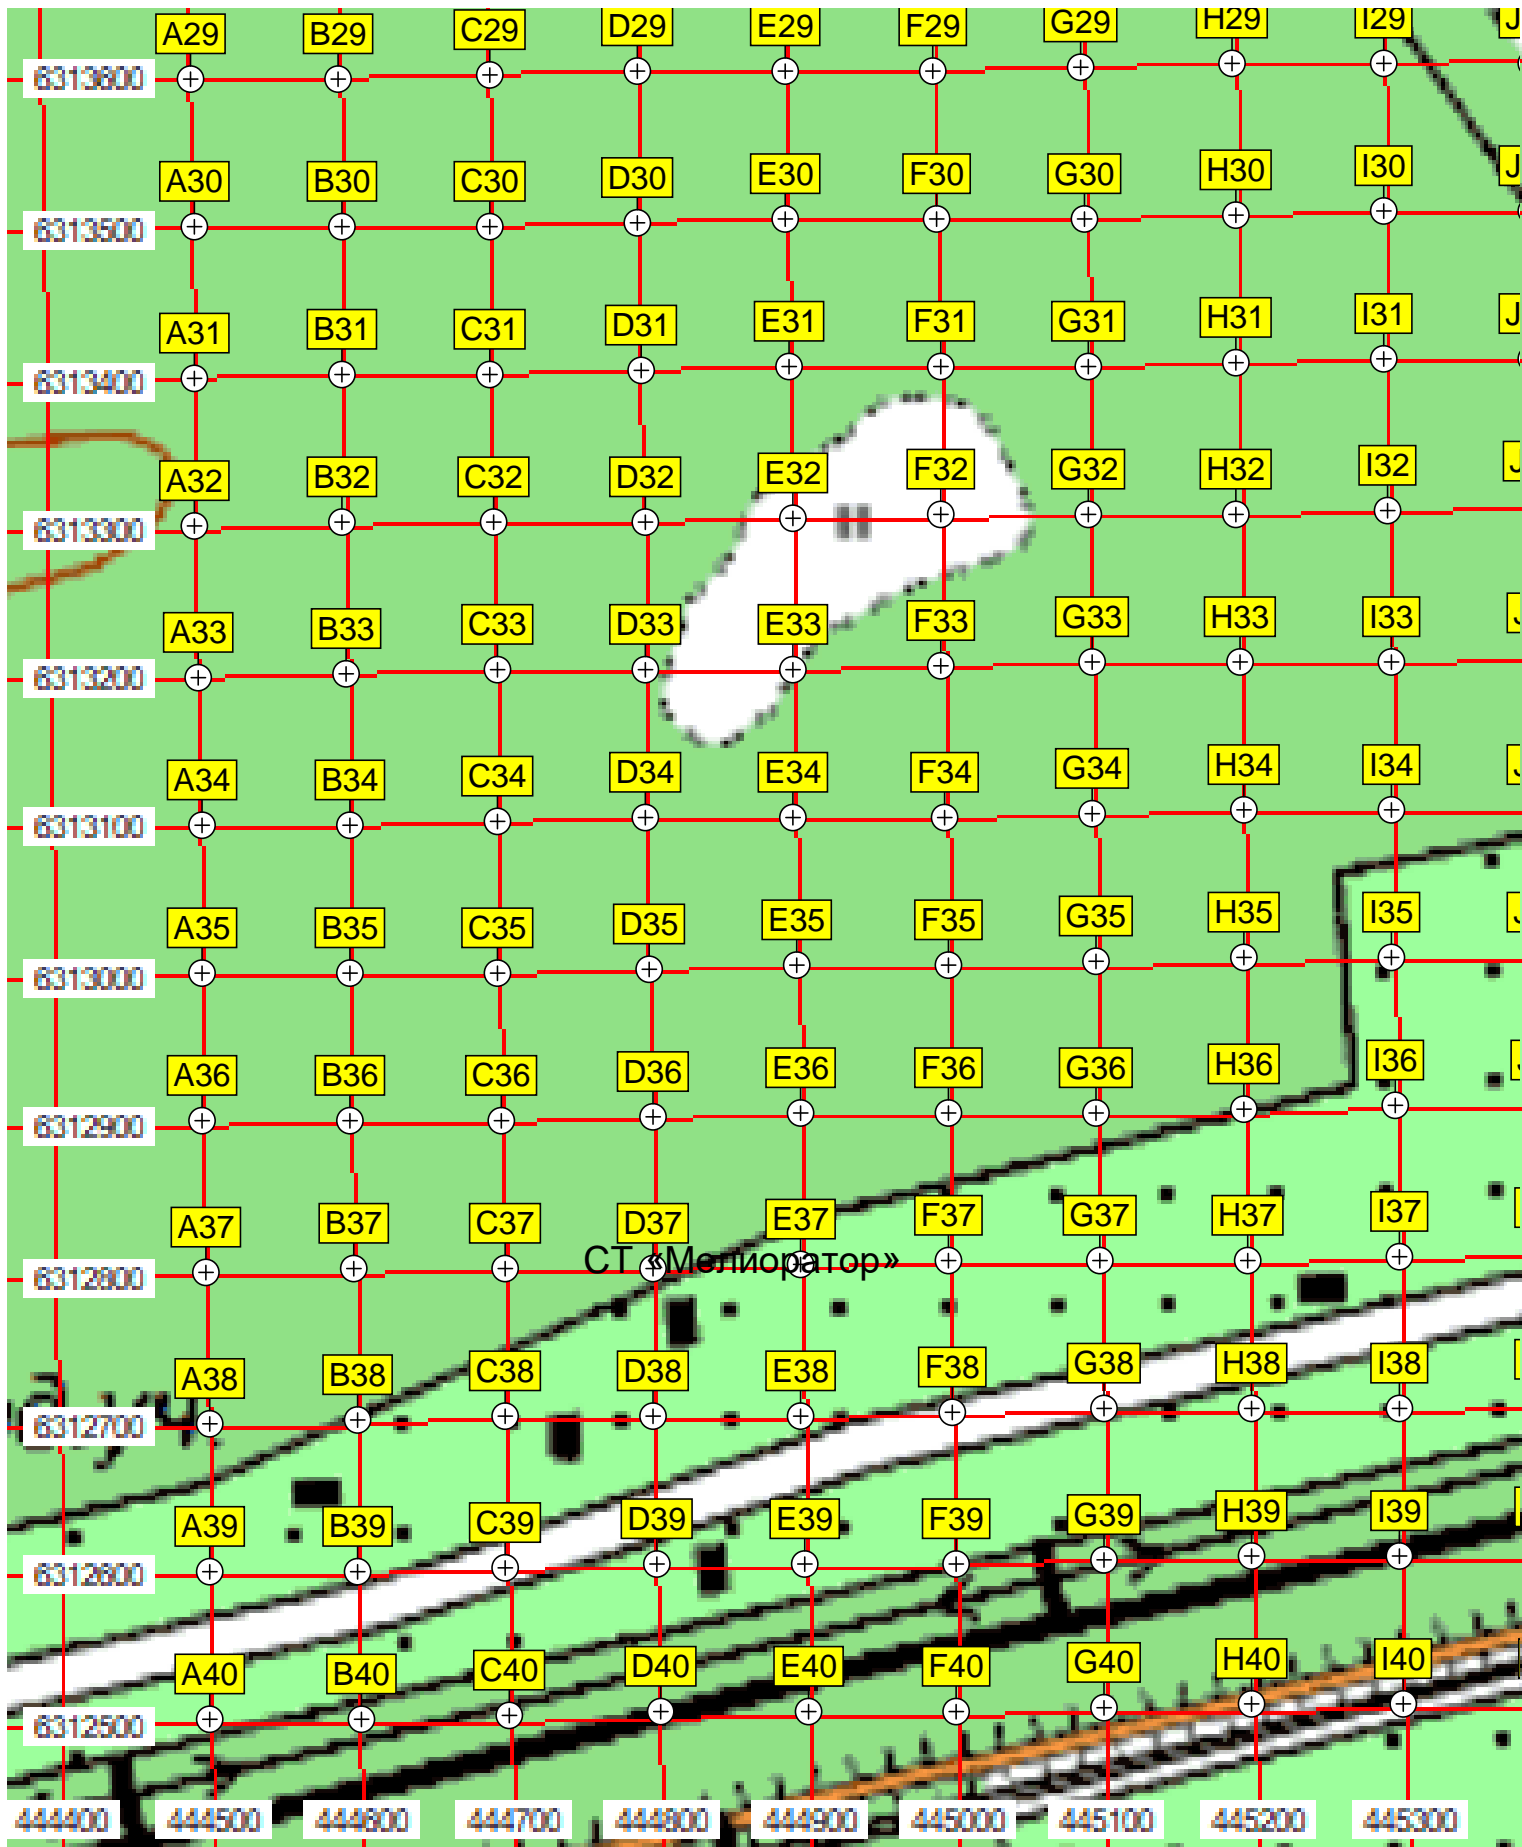 A29 B29 C29 D29 E29 F29 G29 H29 I29 J
6313600
A30 B30 C30 D30 E30 F30 G30 H30 I30 J
6313500
A31 B31 C31 D31 E31 F31 G31 H31 I31 J
6313400
A32 B32 C32 D32 E32 F32 G32 H32 I32 J
6313300
A33 B33 C33 D33 E33 F33 G33 H33 I33
6313200
A34 B34 C34 D34 E34 F34 G34 H34 I34
6313100
A35 B35 C35 D35 E35 F35 G35 H35 I35
6313000
A36 B36 C36 D36 E36 F36 G36 H36 I36
6312900
A37 B37 C37 D37 E37 F37 G37 H37 I37
СТ «Мелиоратор»
6312800
A38 B38 C38 D38 E38 F38 G38 H38 I38
6312700
A39 B39 C39 D39 E39 F39 G39 H39 I39
6312600
A40 B40 C40 D40 E40 F40 G40 H40 I40
6312500
444400 444500 444600 444700 444800 444900 445000 445100 445200 445300